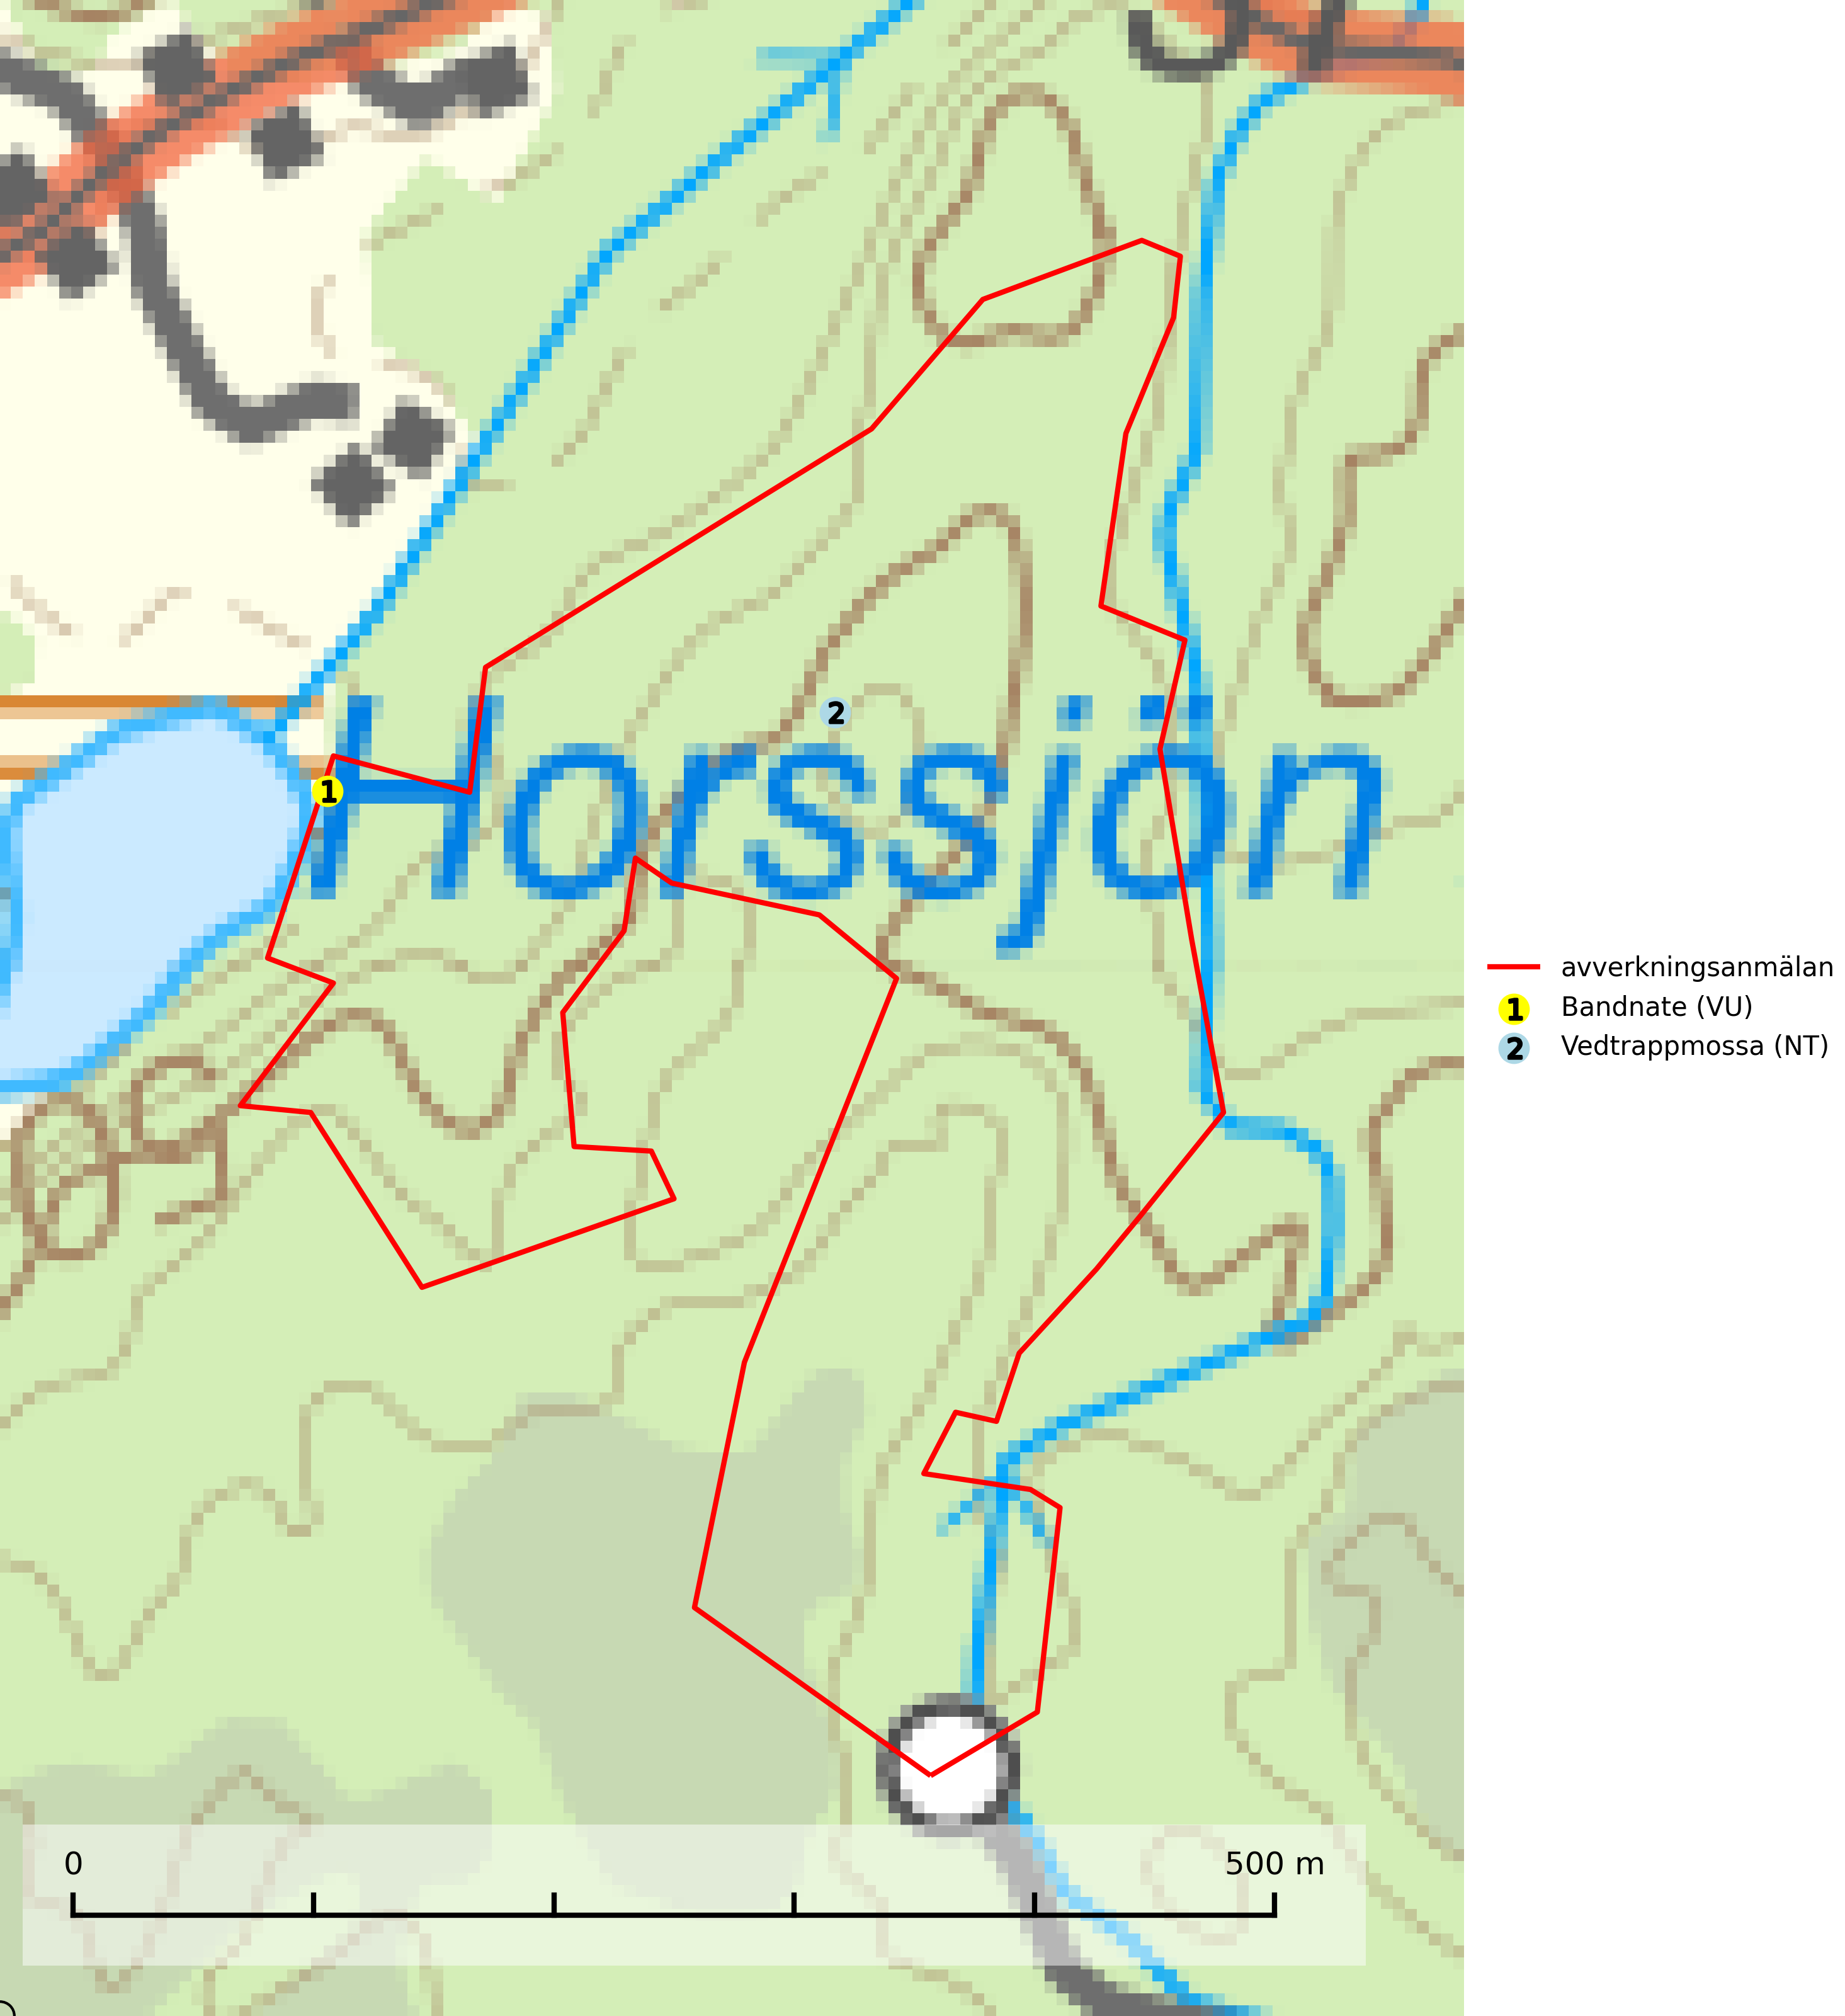 2
Horssjön
1
avverkningsanmälan
1 Bandnate (VU)
2 Vedtrappmossa (NT)
0 500 m